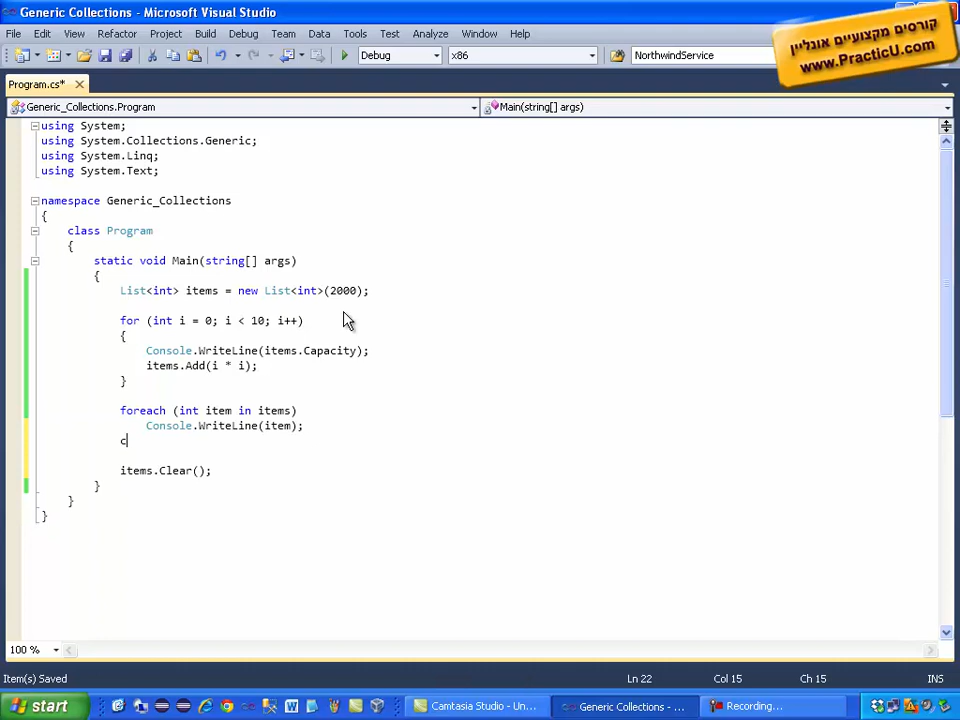 Generic Collections - Microsoft Visual Studio
קורסים מקצועיים אונליין
www.PracticU.com
File Edit View Refactor Project Build Debug Team Data Tools Test Analyze Window Help
Debug x86 NorthwindService
Program.cs*
Generic_Collections.Program Main(string[] args)
using System;
using System.Collections.Generic;
using System.Linq;
using System.Text;
namespace Generic_Collections
{
class Program
{
static void Main(string[] args)
{
List<int> items = new List<int>(2000);
for (int i = 0; i < 10; i++)
{
Console.WriteLine(items.Capacity);
items.Add(i * i);
}
foreach (int item in items)
Console.WriteLine(item);
c
items.Clear();
}
}
}
100 %
Item(s) Saved Ln 22 Col 15 Ch 15 INS
start Camtasia Studio - Un... Generic Collections - ... Recording...